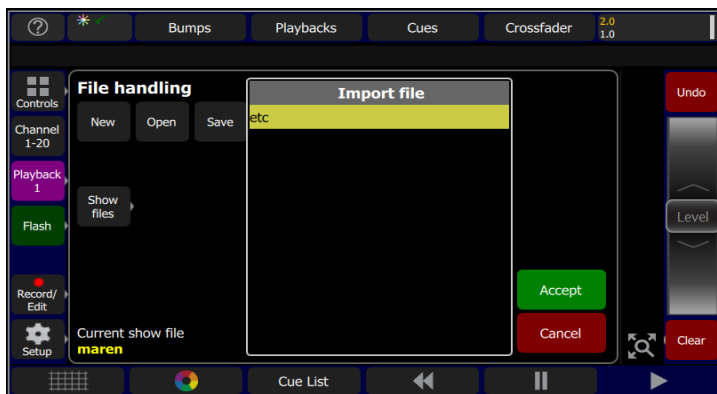 ?
Bumps
Playbacks
Cues
Crossfader
2.0
1.0
Controls
Channel
1-20
Playback
1
Flash
Record/
Edit
Setup
File handling
New
Open
Save
Show
files
Current show file
maren
Import file
etc
Accept
Cancel
Undo
Level
Clear
Cue List